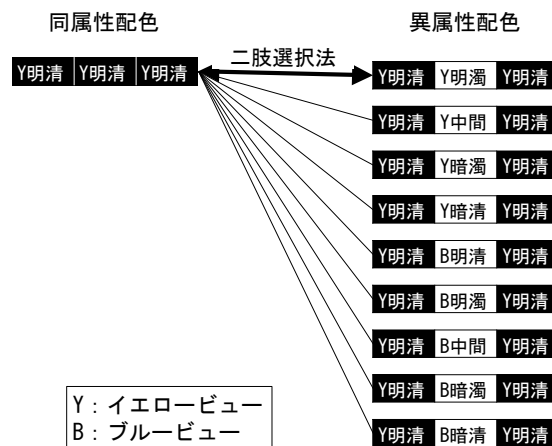 同属性配色
異属性配色
二肢選択法
Y明清 Y明清 Y明清
Y明清 Y明濁 Y明清
Y明清 Y中間 Y明清
Y明清 Y暗濁 Y明清
Y明清 Y暗清 Y明清
Y明清 B明清 Y明清
Y明清 B明濁 Y明清
Y明清 B中間 Y明清
Y明清 B暗濁 Y明清
Y明清 B暗清 Y明清
Y：イエロービュー
B：ブルービュー